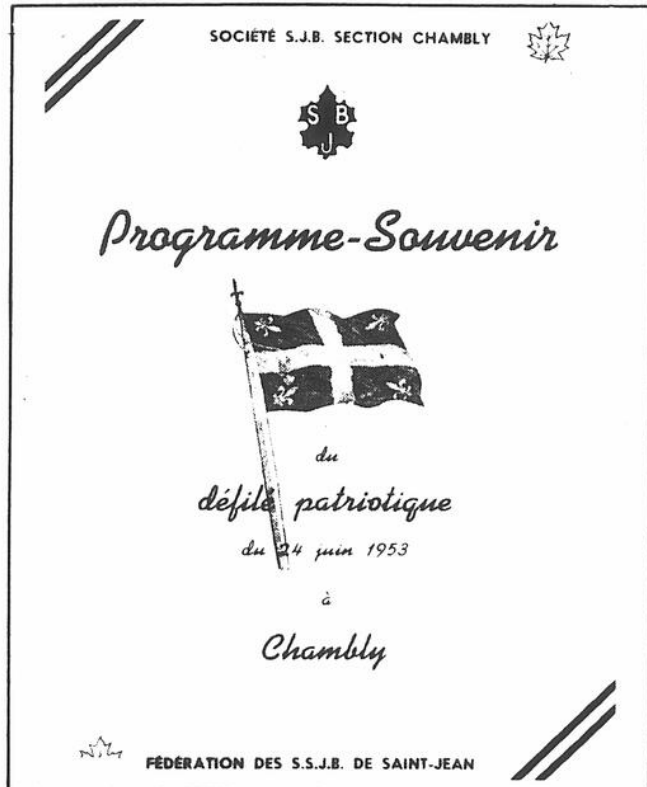 SOCIÉTÉ S.J.B. SECTION CHAMBLY
S B
J
Programme-Souvenir
du
défilé patriotique
du 24 juin 1953
à
Chambly
FÉDÉRATION DES S.S.J.B. DE SAINT-JEAN